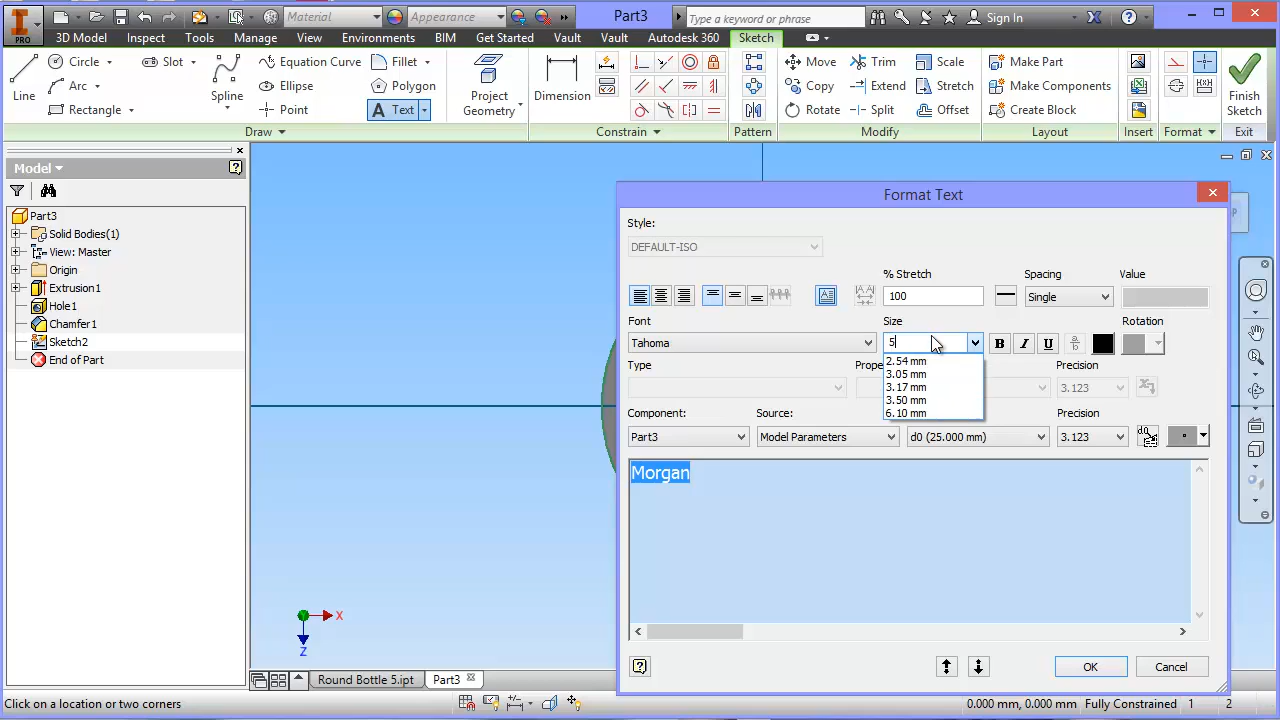 PRO
Material
Appearance
Part3
Type a keyword or phrase
Sign In
3D Model
Inspect
Tools
Manage
View
Environments
BIM
Get Started
Vault
Vault
Autodesk 360
Sketch
Line
Circle
Arc
Rectangle
Slot
Spline
Equation Curve
Ellipse
Point
Fillet
Polygon
A Text
Project
Geometry
Dimension
Move
Copy
Rotate
Trim
Extend
Split
Scale
Stretch
Offset
Make Part
Make Components
Create Block
Finish
Sketch
Draw
Constrain
Pattern
Modify
Layout
Insert
Format
Exit
Model
Part3
Solid Bodies(1)
View: Master
Origin
Extrusion1
Hole1
Chamfer1
Sketch2
End of Part
X
Z
Format Text
Style:
DEFAULT-ISO
% Stretch
Spacing
Value
100
Single
Font
Size
Rotation
Tahoma
5
B I U
2.54 mm
3.05 mm
3.17 mm
3.50 mm
6.10 mm
Type
Prope
Precision
3.123
Component:
Source:
Precision
Part3
Model Parameters
d0 (25.000 mm)
3.123
Morgan
OK
Cancel
Round Bottle 5.ipt
Part3
Click on a location or two corners
0.000 mm, 0.000 mm
Fully Constrained
1
2